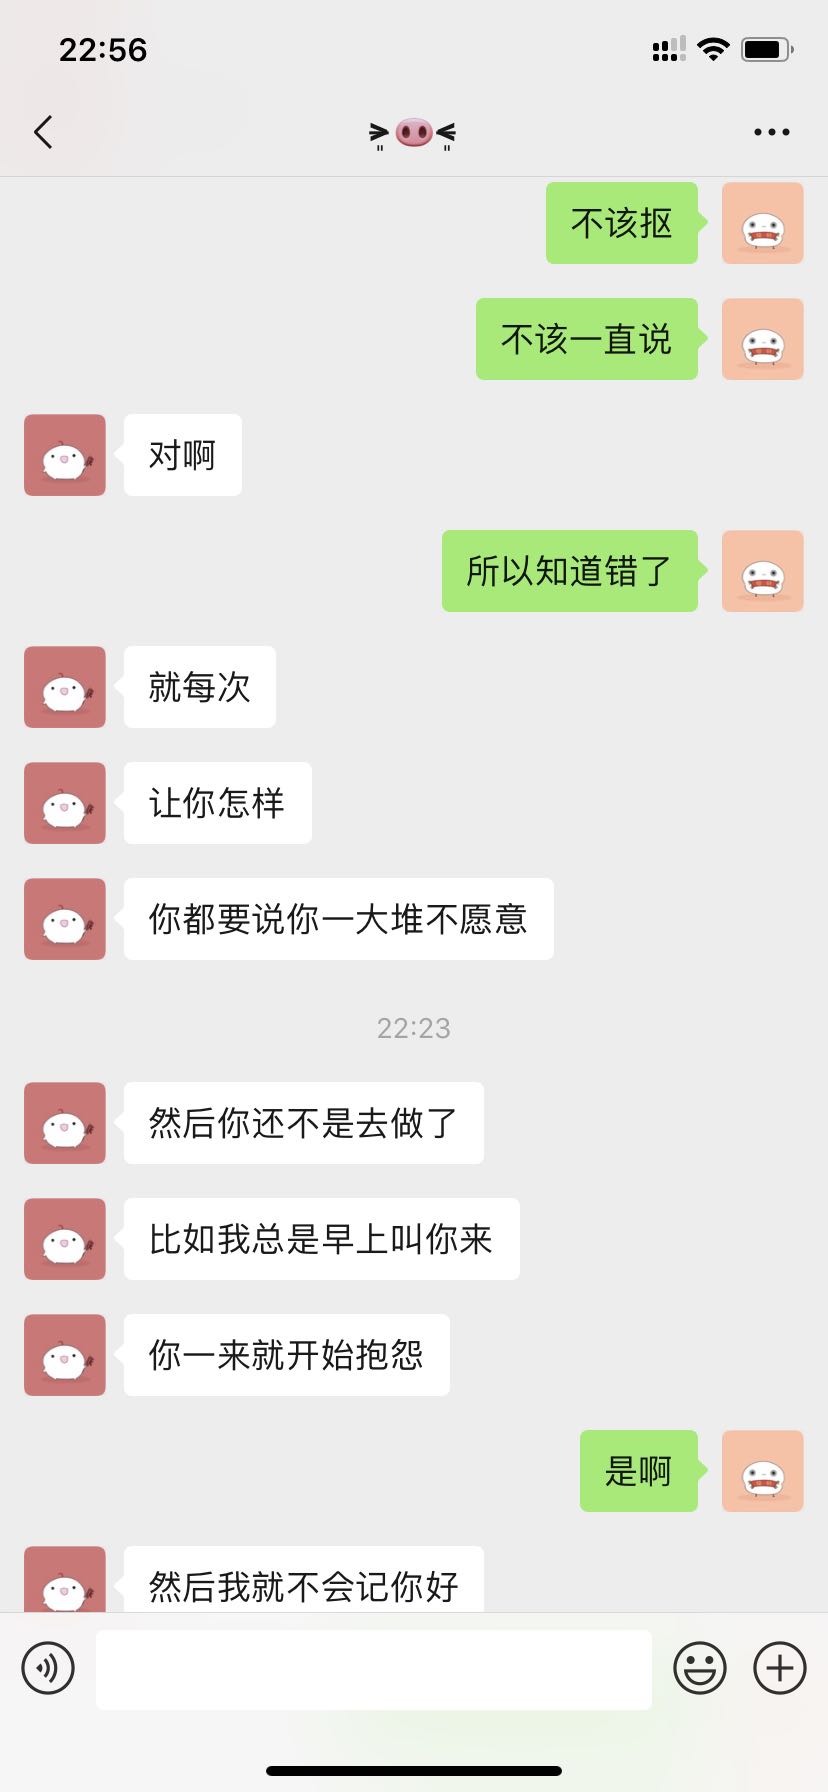 22:56
不该抠
不该一直说
对啊
所以知道错了
就每次
让你怎样
你都要说你一大堆不愿意
22:23
然后你还不是去做了
比如我总是早上叫你来
你一来就开始抱怨
是啊
然后我就不会记你好